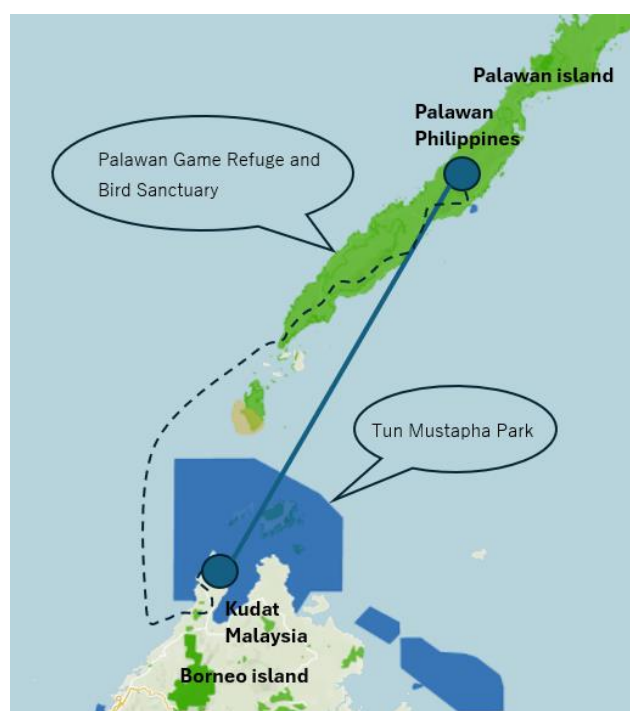 Palawan island
Palawan
Philippines
Palawan Game Refuge and
Bird Sanctuary
Tun Mustapha Park
Kudat
Malaysia
Borneo island